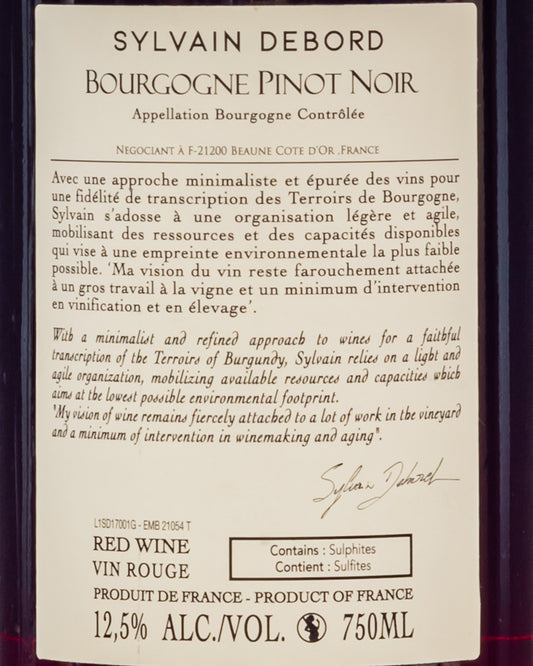 SYLVAIN DEBORD
BOURGOGNE PINOT NOIR
Appellation Bourgogne Contrôlée
NEGOCIANT À F-21200 BEAUNE COTE D'OR .FRANCE
Avec une approche minimaliste et épurée des vins pour
une fidélité de transcription des Terroirs de Bourgogne,
Sylvain s'adosse à une organisation légère et agile,
mobilisant des ressources et des capacités disponibles
qui vise à une empreinte environnementale la plus faible
possible. 'Ma vision du vin reste farouchement attachée
à un gros travail à la vigne et un minimum d'intervention
en vinification et en élevage'.
With a minimalist and refined approach to wines for a faithful
transcription of the Terroirs of Burgundy, Sylvain relies on a light and
agile organization, mobilizing available resources and capacities which
aims at the lowest possible environmental footprint.
"My vision of wine remains fiercely attached to a lot of work in the vineyard
and a minimum of intervention in winemaking and aging".
Sylvain Debord
L1SD17001G - EMB 21054 T
RED WINE
VIN ROUGE
Contains : Sulphites
Contient : Sulfites
PRODUIT DE FRANCE - PRODUCT OF FRANCE
12,5% ALC./VOL. 750ML